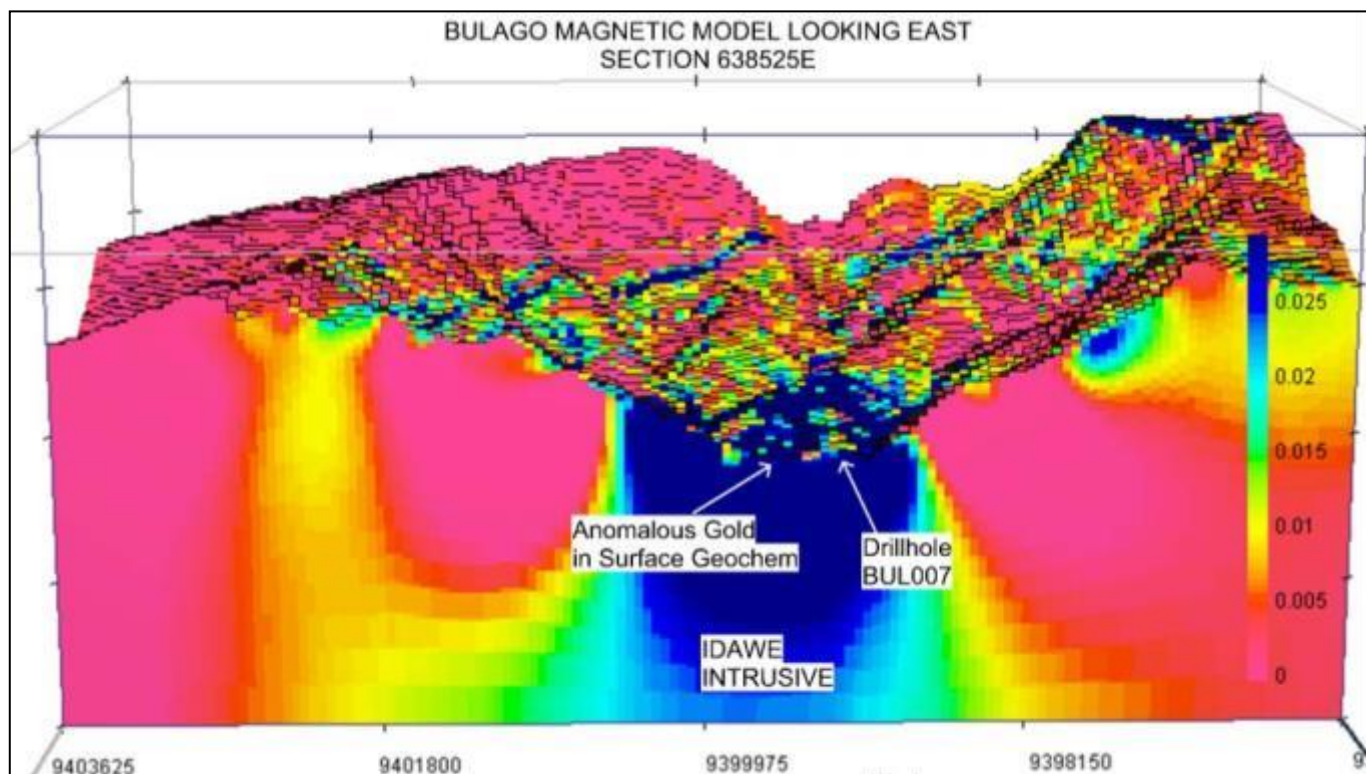 BULAGO MAGNETIC MODEL LOOKING EAST
SECTION 638525E
0.025
0.02
0.015
0.01
0.005
0
Anomalous Gold
in Surface Geochem
Drillhole
BUL007
IDAWE
INTRUSIVE
9403625
9401800
9399975
9398150